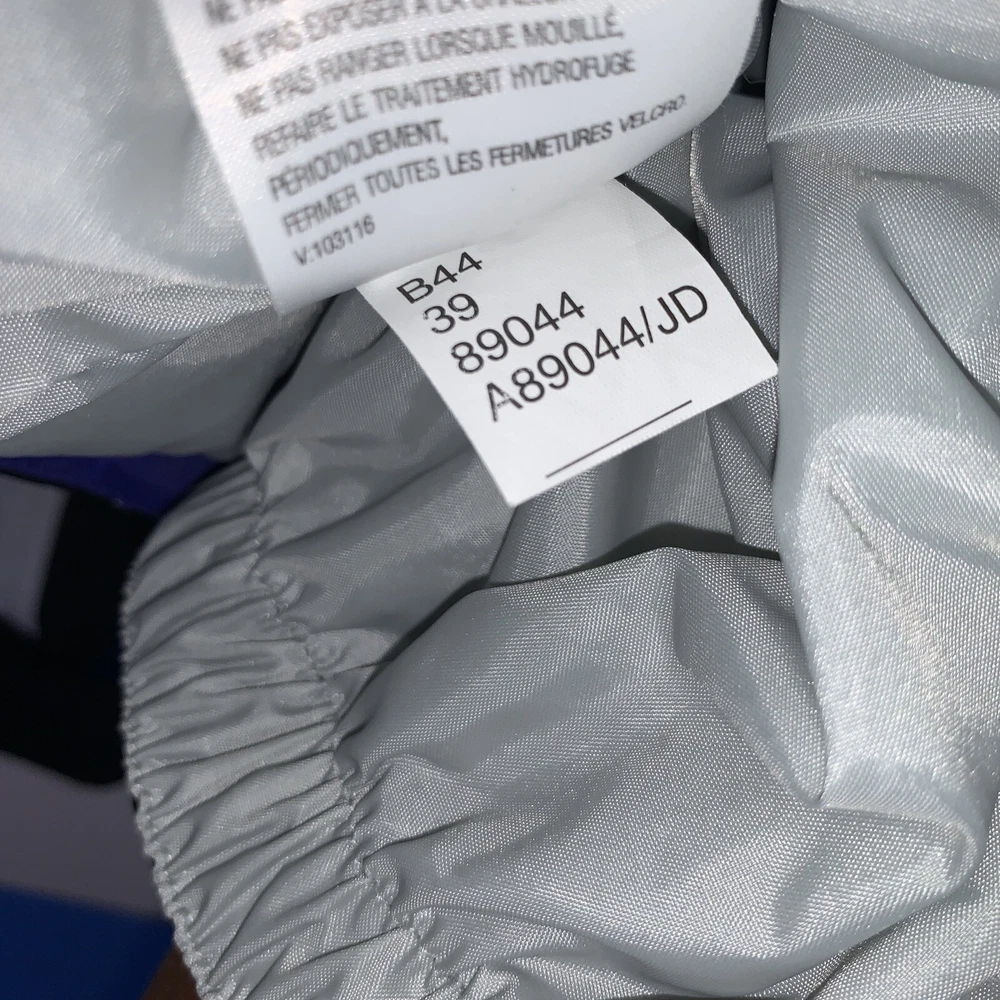 NE PAS EXPOSER À LA
NE PAS RANGER LORSQUE MOUILLÉ,
REFAIRE LE TRAITEMENT HYDROFUGE
PÉRIODIQUEMENT,
FERMER TOUTES LES FERMETURES VELCRO.
V.103116
B44
39
89044
A89044/JD